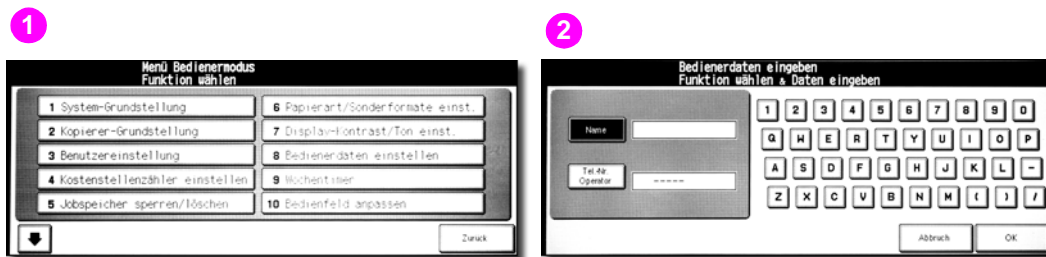 1
Menü Bedienermodus
Funktion wählen
1 System-Grundstellung
2 Kopierer-Grundstellung
3 Benutzereinstellung
4 Kostenstellenzähler einstellen
5 Jobspeicher sperren/löschen
6 Papierart/Sonderformate einst.
7 Display-Kontrast/Ton einst.
8 Bedienerdaten einstellen
9 Wochentimer
10 Bedienfeld anpassen
Zurück
2
Bedienerdaten eingeben
Funktion wählen & Daten eingeben
Name
Tel.-Nr.
Operator
-----
1 2 3 4 5 6 7 8 9 0
Q W E R T Y U I O P
A S D F G H J K L -
Z X C V B N M ( ) /
Abbruch
OK